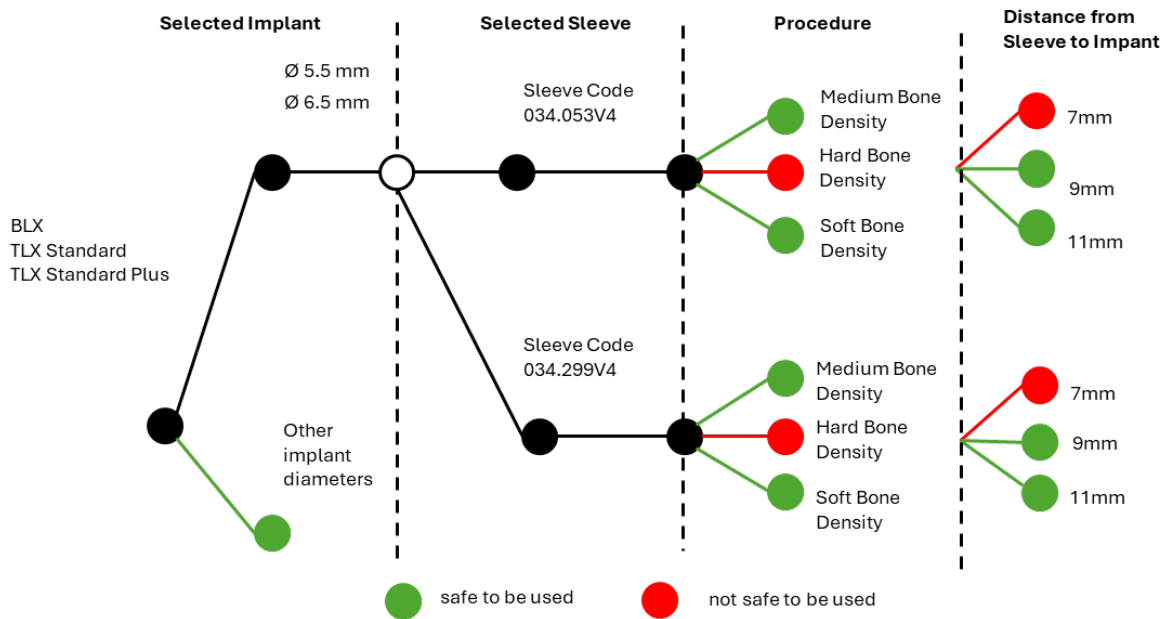 Selected Implant
Selected Sleeve
Procedure
Distance from
Sleeve to Impant
Ø 5.5 mm
Ø 6.5 mm
Sleeve Code
034.053V4
Medium Bone
Density
Hard Bone
Density
Soft Bone
Density
7mm
9mm
11mm
BLX
TLX Standard
TLX Standard Plus
Sleeve Code
034.299V4
Medium Bone
Density
Hard Bone
Density
Soft Bone
Density
7mm
9mm
11mm
Other
implant
diameters
safe to be used
not safe to be used